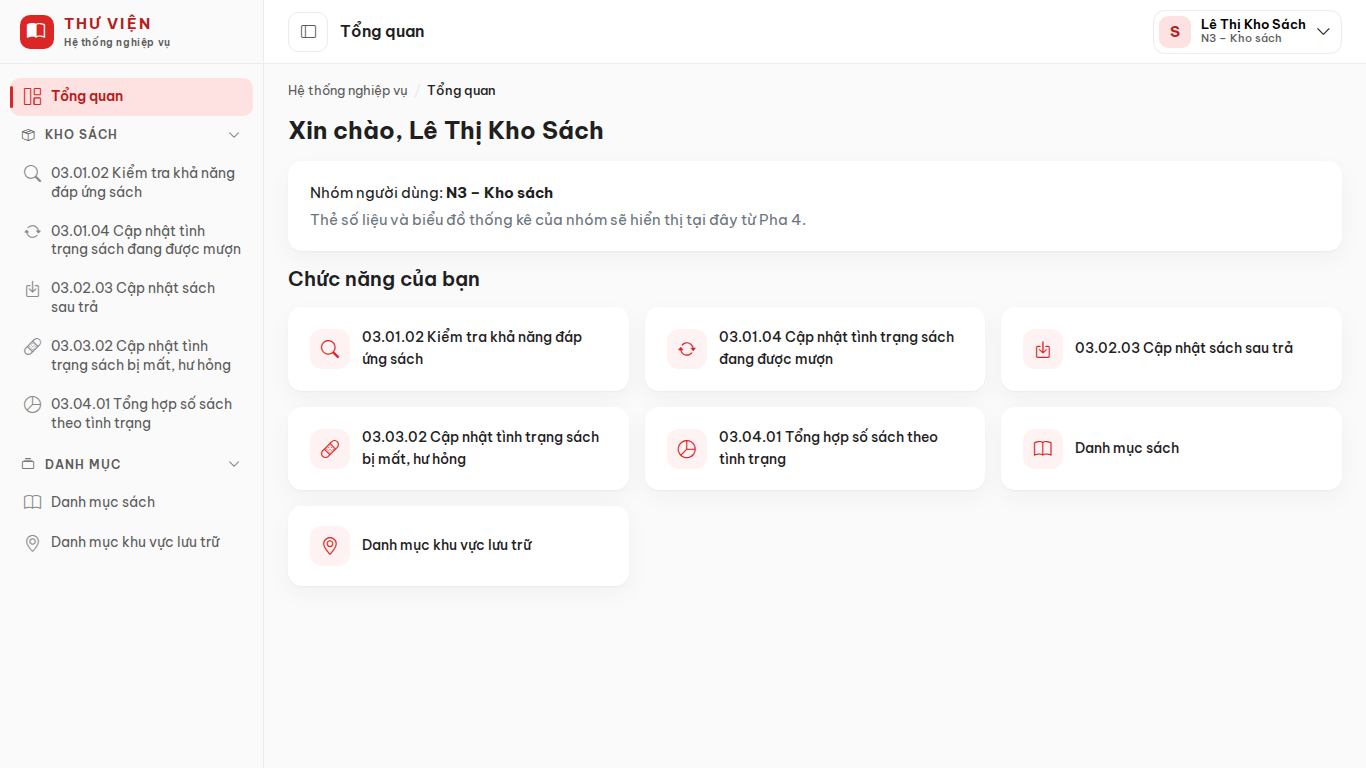 THƯ VIỆN
Hệ thống nghiệp vụ
Tổng quan
KHO SÁCH
03.01.02 Kiểm tra khả năng
đáp ứng sách
03.01.04 Cập nhật tình
trạng sách đang được mượn
03.02.03 Cập nhật sách
sau trả
03.03.02 Cập nhật tình
trạng sách bị mất, hư hỏng
03.04.01 Tổng hợp số sách
theo tình trạng
DANH MỤC
Danh mục sách
Danh mục khu vực lưu trữ
Tổng quan
S
Lê Thị Kho Sách
N3 – Kho sách
Hệ thống nghiệp vụ / Tổng quan
Xin chào, Lê Thị Kho Sách
Nhóm người dùng: N3 – Kho sách
Thẻ số liệu và biểu đồ thống kê của nhóm sẽ hiển thị tại đây từ Pha 4.
Chức năng của bạn
03.01.02 Kiểm tra khả năng đáp
ứng sách
03.01.04 Cập nhật tình trạng sách
đang được mượn
03.02.03 Cập nhật sách sau trả
03.03.02 Cập nhật tình trạng sách
bị mất, hư hỏng
03.04.01 Tổng hợp số sách theo
tình trạng
Danh mục sách
Danh mục khu vực lưu trữ